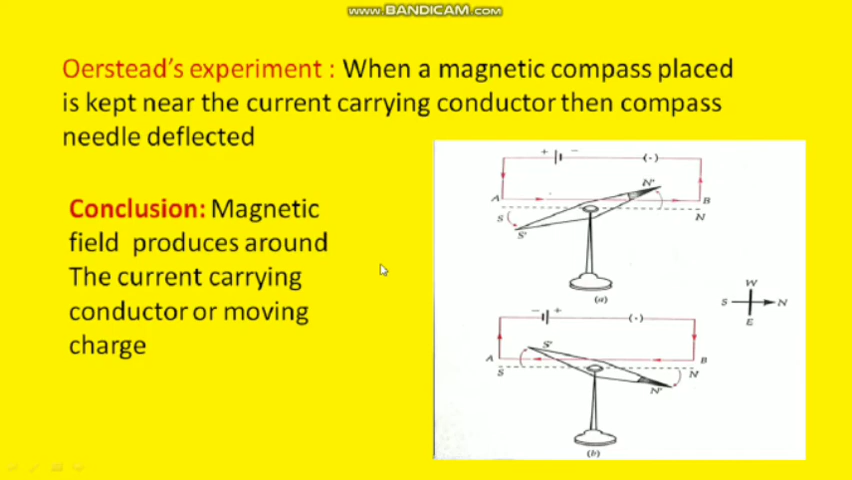 WWW.BANDICAM.COM
Oerstead's experiment : When a magnetic compass placed
is kept near the current carrying conductor then compass
needle deflected
Conclusion: Magnetic
field produces around
The current carrying
conductor or moving
charge
+ −
(·)
N'
A
B
S
N
S'
(a)
W
S
N
E
− +
(·)
S'
A
B
S
N
N'
(b)